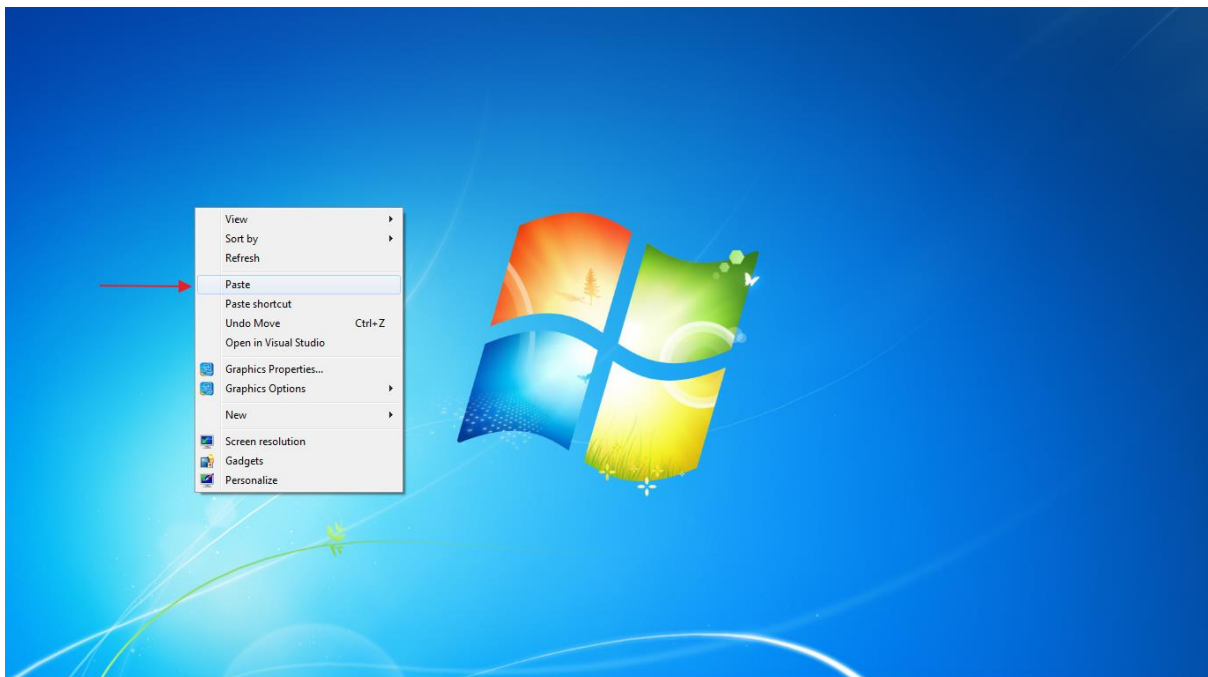 View
Sort by
Refresh
Paste
Paste shortcut
Undo Move Ctrl+Z
Open in Visual Studio
Graphics Properties...
Graphics Options
New
Screen resolution
Gadgets
Personalize